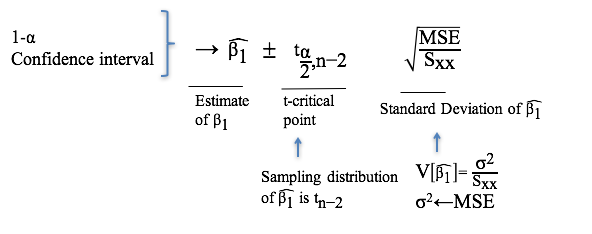 1-α
Confidence interval
→ β̂₁ ± t_{α/2},n−2 √(MSE/Sxx)
Estimate of β₁
t-critical point
Standard Deviation of β̂₁
Sampling distribution of β̂₁ is tₙ₋₂
V[β̂₁]= σ²/Sxx
σ²←MSE